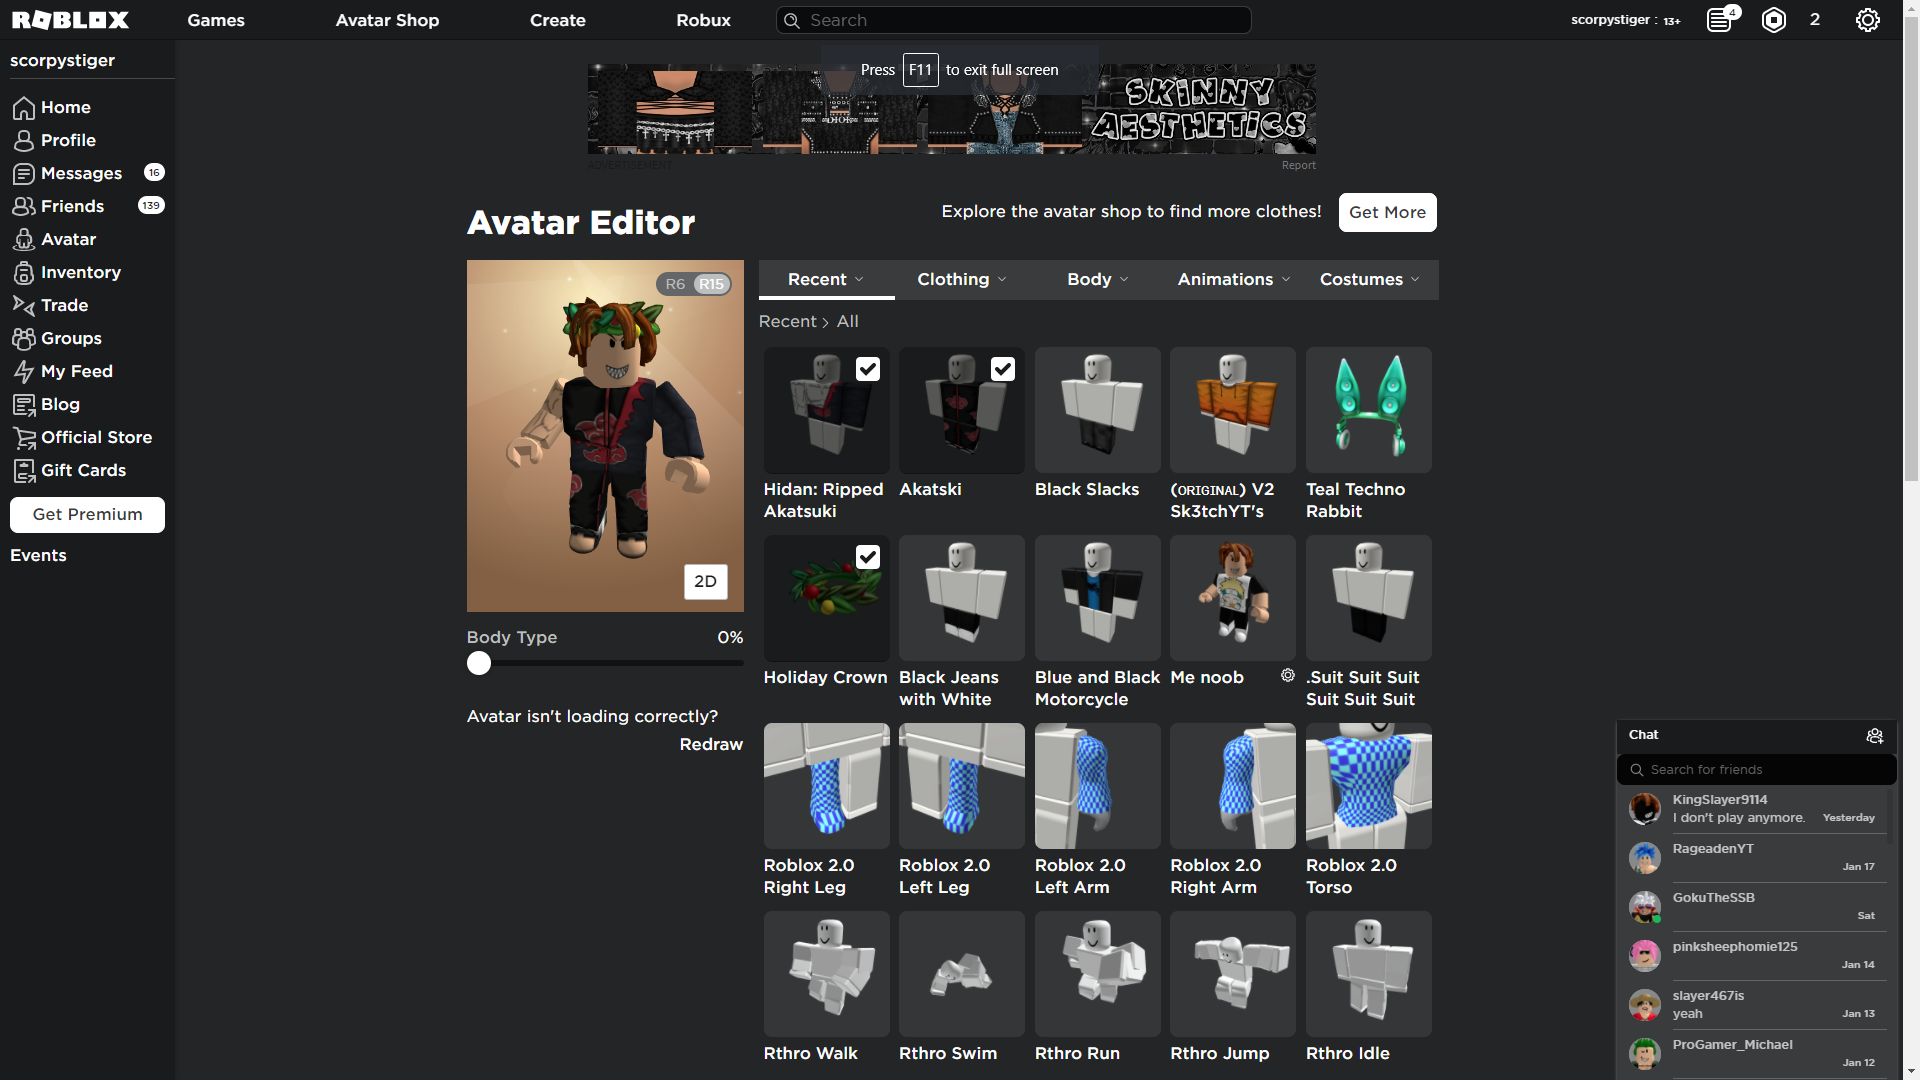 ROBLOX
Games
Avatar Shop
Create
Robux
Search
scorpystiger : 13+
4
2
scorpystiger
Home
Profile
Messages 16
Friends 139
Avatar
Inventory
Trade
Groups
My Feed
Blog
Official Store
Gift Cards
Get Premium
Events
Press F11 to exit full screen
SKINNY
AESTHETICS
ADVERTISEMENT
Report
Avatar Editor
Explore the avatar shop to find more clothes!
Get More
R6 R15
2D
Body Type 0%
Avatar isn't loading correctly?
Redraw
Recent
Clothing
Body
Animations
Costumes
Recent > All
Hidan: Ripped
Akatsuki
Akatski
Black Slacks
(ORIGINAL) V2
Sk3tchYT's
Teal Techno
Rabbit
Holiday Crown
Black Jeans
with White
Blue and Black
Motorcycle
Me noob
.Suit Suit Suit
Suit Suit Suit
Roblox 2.0
Right Leg
Roblox 2.0
Left Leg
Roblox 2.0
Left Arm
Roblox 2.0
Right Arm
Roblox 2.0
Torso
Rthro Walk
Rthro Swim
Rthro Run
Rthro Jump
Rthro Idle
Chat
Search for friends
KingSlayer9114
I don't play anymore. Yesterday
RageadenYT
Jan 17
GokuTheSSB
Sat
pinksheephomie125
Jan 14
slayer467is
yeah Jan 13
ProGamer_Michael
Jan 12